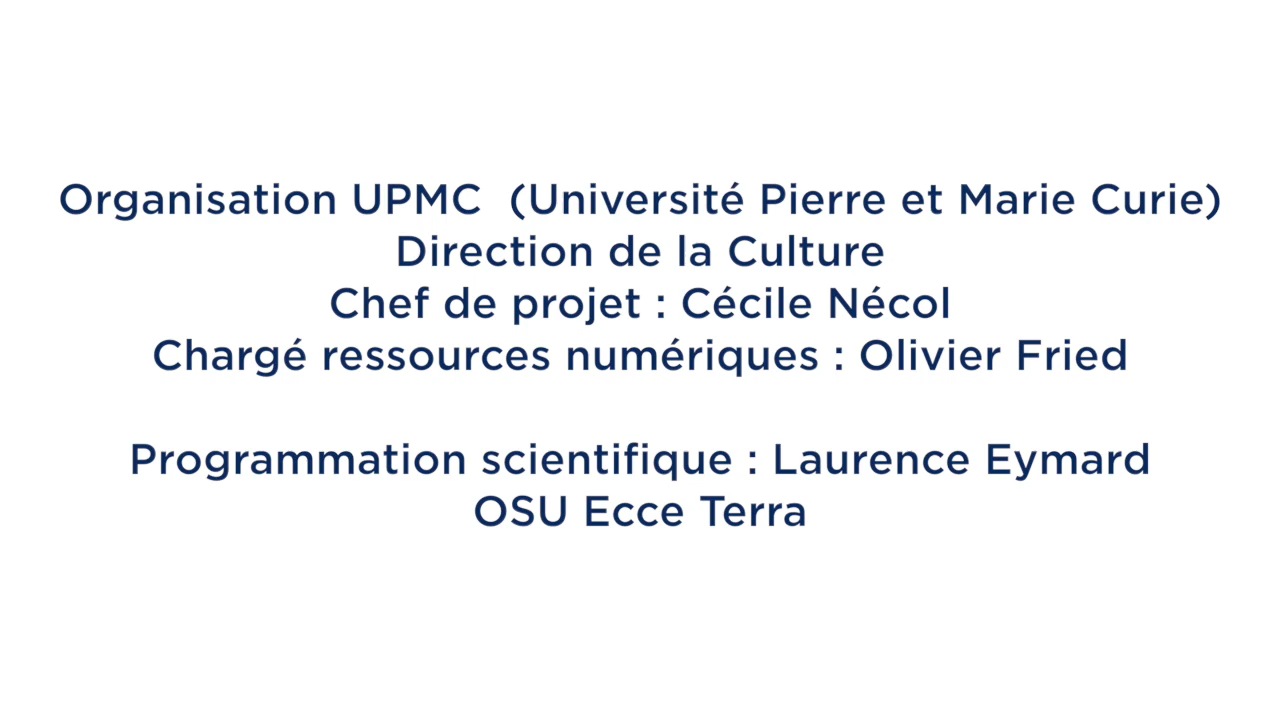 Organisation UPMC  (Université Pierre et Marie Curie)
Direction de la Culture
Chef de projet : Cécile Nécol
Chargé ressources numériques : Olivier Fried
Programmation scientifique : Laurence Eymard
OSU Ecce Terra